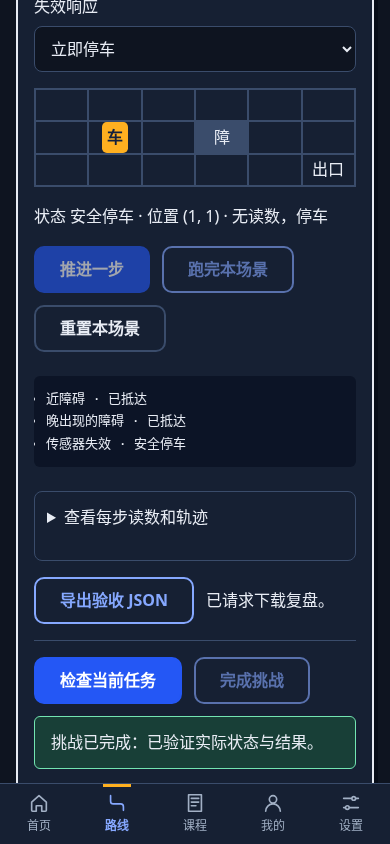 失效响应
立即停车
车
障
出口
状态 安全停车 · 位置 (1, 1) · 无读数，停车
推进一步
跑完本场景
重置本场景
近障碍 · 已抵达
晚出现的障碍 · 已抵达
传感器失效 · 安全停车
▶ 查看每步读数和轨迹
导出验收 JSON
已请求下载复盘。
检查当前任务
完成挑战
挑战已完成：已验证实际状态与结果。
首页
路线
课程
我的
设置